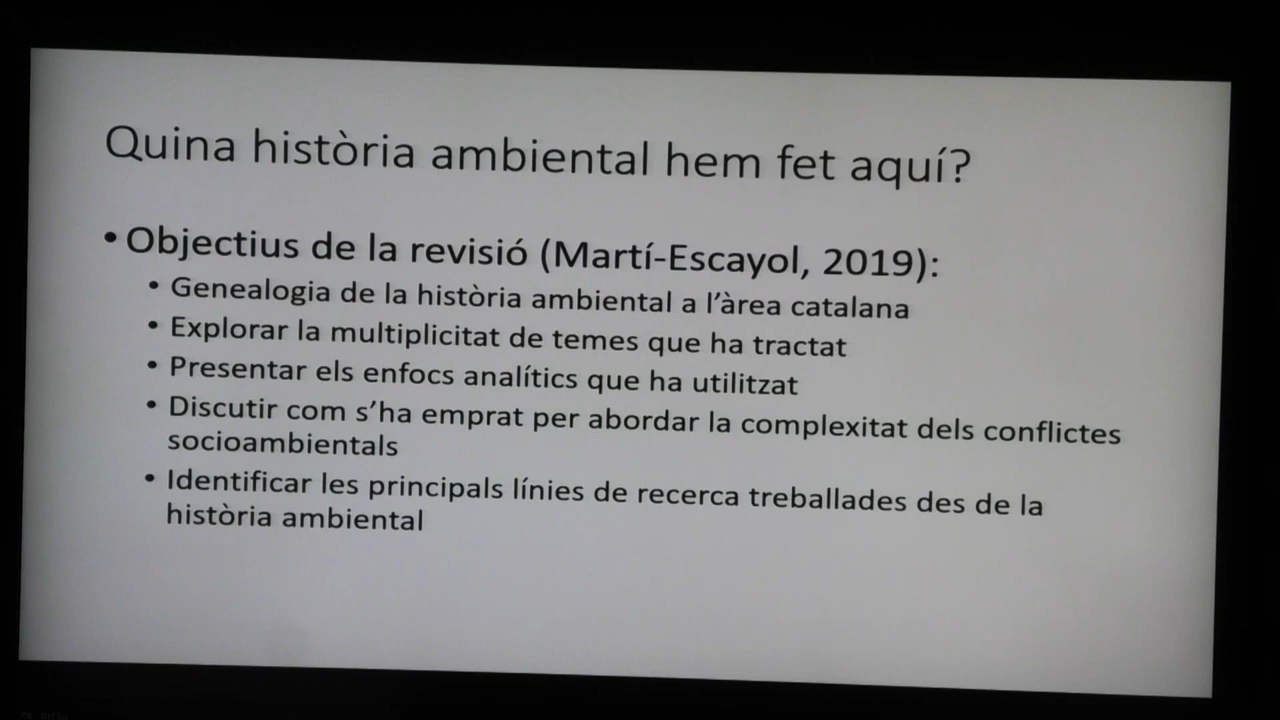 Quina història ambiental hem fet aquí?
• Objectius de la revisió (Martí-Escayol, 2019):
• Genealogia de la història ambiental a l’àrea catalana
• Explorar la multiplicitat de temes que ha tractat
• Presentar els enfocs analítics que ha utilitzat
• Discutir com s’ha emprat per abordar la complexitat dels conflictes
socioambientals
• Identificar les principals línies de recerca treballades des de la
història ambiental